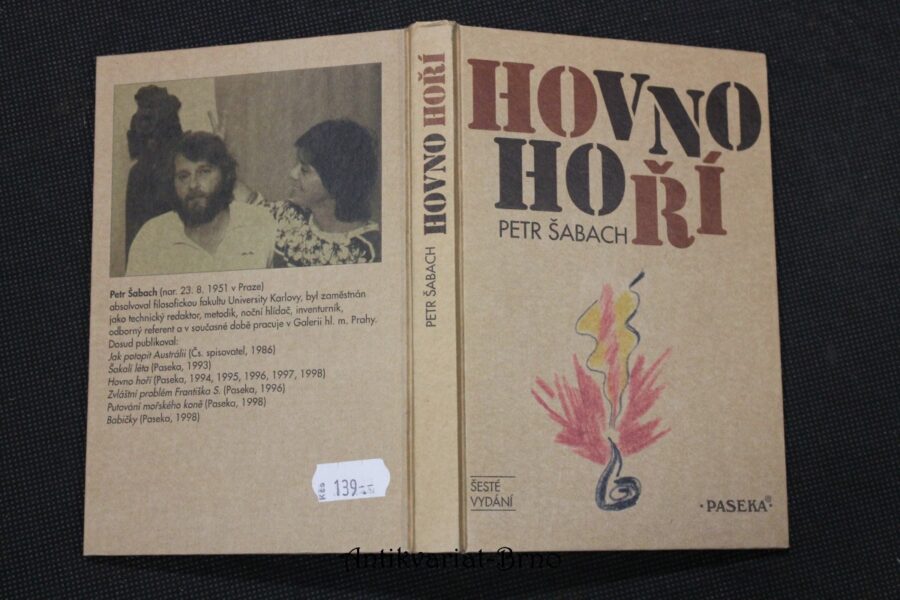 Petr Šabach (nar. 23. 8. 1951 v Praze)
absolvoval filosofickou fakultu University Karlovy, byl zaměstnán
jako technický redaktor, metodik, noční hlídač, inventurník,
odborný referent a v současné době pracuje v Galerii hl. m. Prahy.
Dosud publikoval:
Jak potopit Austrálii (Čs. spisovatel, 1986)
Šakalí léta (Paseka, 1993)
Hovno hoří (Paseka, 1994, 1995, 1996, 1997, 1998)
Zvláštní problém Františka S. (Paseka, 1996)
Putování mořského koně (Paseka, 1998)
Babičky (Paseka, 1998)
Kčs 139.-
PETR ŠABACH HOVNO HOŘÍ
HOVNO
HOŘÍ
PETR ŠABACH
ŠESTÉ
VYDÁNÍ
·PASEKA®·
Antikvariat-Brno